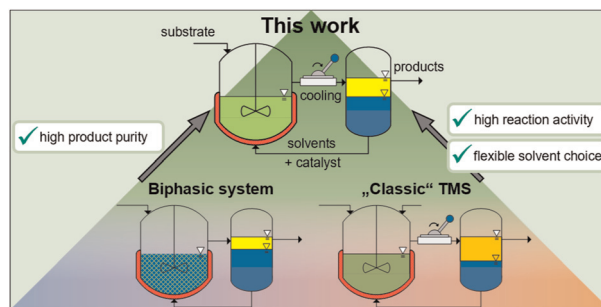 This work
substrate
products
cooling
solvents
+ catalyst
✓ high product purity
✓ high reaction activity
✓ flexible solvent choice
Biphasic system
„Classic“ TMS